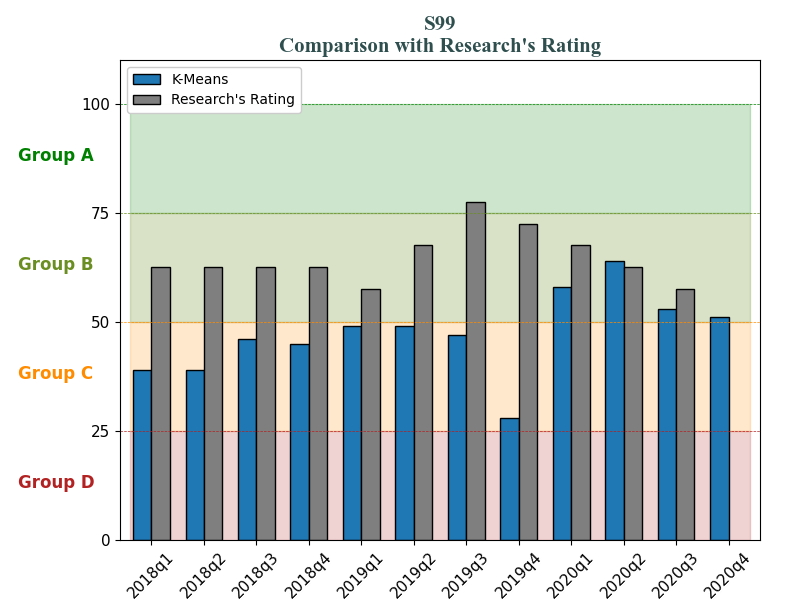 S99
Comparison with Research's Rating
K-Means
Research's Rating
100
Group A
75
Group B
50
Group C
25
Group D
0
2018q1
2018q2
2018q3
2018q4
2019q1
2019q2
2019q3
2019q4
2020q1
2020q2
2020q3
2020q4